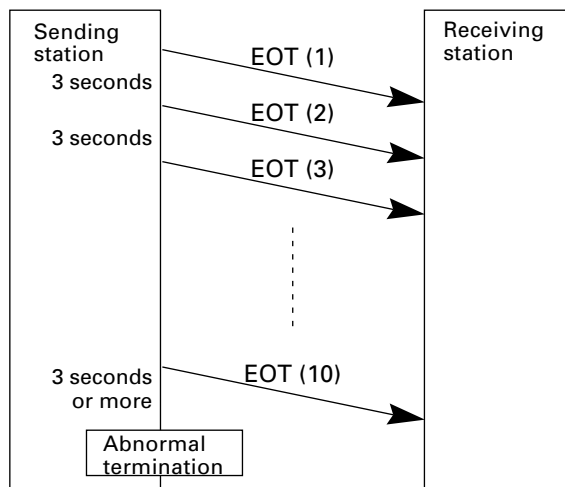 Sending
station
Receiving
station
EOT (1)
3 seconds
EOT (2)
3 seconds
EOT (3)
EOT (10)
3 seconds
or more
Abnormal
termination